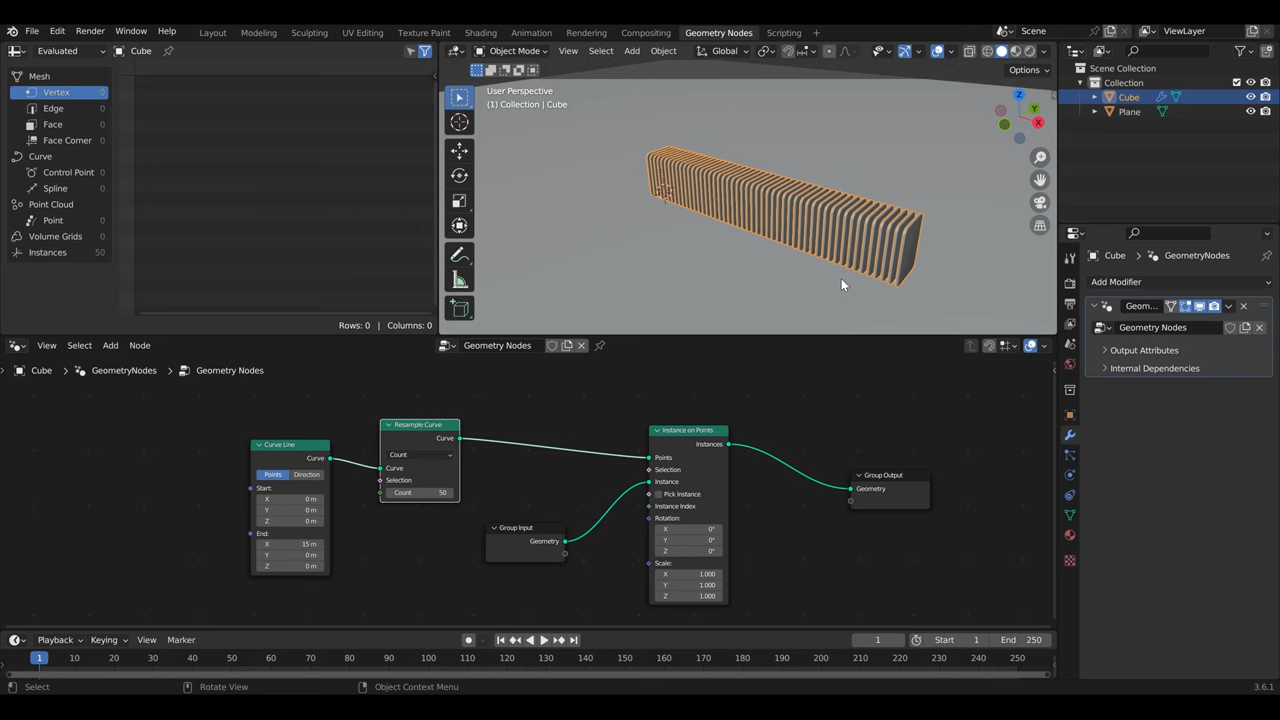 File Edit Render Window Help Layout Modeling Sculpting UV Editing Texture Paint Shading Animation Rendering Geometry Nodes Compositing Scripting + Scene ViewLayer
Evaluated Cube Object Mode View Select Add Object Global
Options
Mesh
Vertex 0
Edge 0
Face 0
Face Corner 0
Curve
Control Point 0
Spline 0
Point Cloud
Point 0
Volume Grids 0
Instances 50
Rows: 0 | Columns: 0
User Perspective
(1) Collection | Cube
Z
Y
X
Scene Collection
Collection
Cube
Plane
Cube > GeometryNodes
Add Modifier
Geom...
Geometry Nodes
Output Attributes
Internal Dependencies
View Select Add Node Geometry Nodes
Cube > GeometryNodes > Geometry Nodes
Curve Line
Curve
Points Direction
Start:
X 0 m
Y 0 m
Z 0 m
End:
X 15 m
Y 0 m
Z 0 m
Resample Curve
Curve
Count
Curve
Selection
Count 50
Group Input
Geometry
Instance on Points
Instances
Points
Selection
Instance
Pick Instance
Instance Index
Rotation:
X 0°
Y 0°
Z 0°
Scale:
X 1.000
Y 1.000
Z 1.000
Group Output
Geometry
Playback Keying View Marker 1 Start 1 End 250
1 10 20 30 40 50 60 70 80 90 100 110 120 130 140 150 160 170 180 190 200 210 220 230 240 250
Select Rotate View Object Context Menu 3.6.1